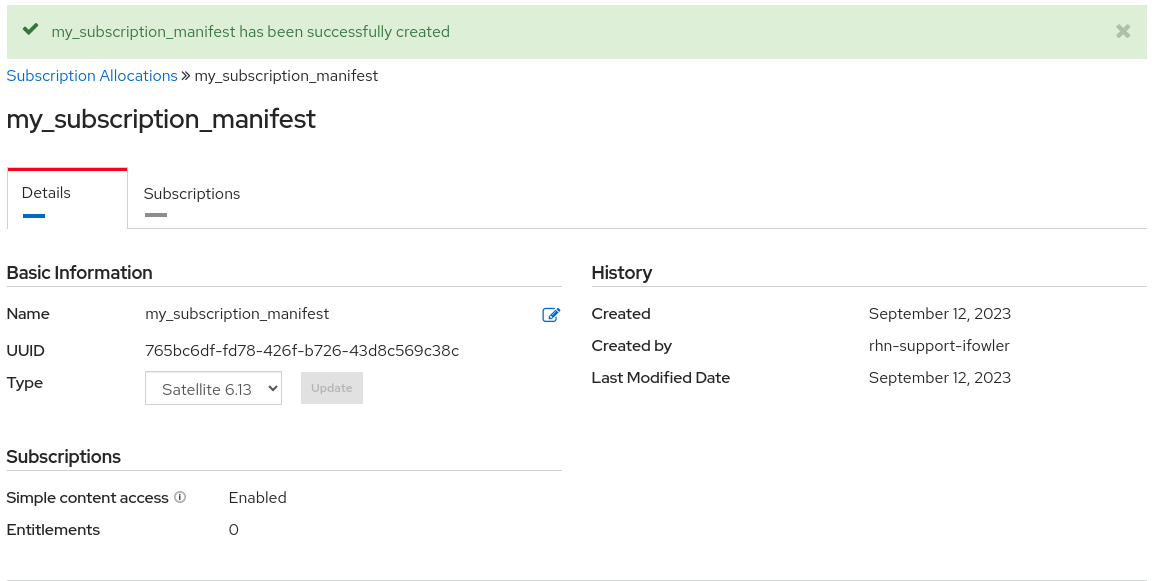 my_subscription_manifest has been successfully created
Subscription Allocations » my_subscription_manifest
my_subscription_manifest
Details
Subscriptions
Basic Information
Name my_subscription_manifest
UUID 765bc6df-fd78-426f-b726-43d8c569c38c
Type Satellite 6.13 Update
History
Created September 12, 2023
Created by rhn-support-ifowler
Last Modified Date September 12, 2023
Subscriptions
Simple content access Enabled
Entitlements 0